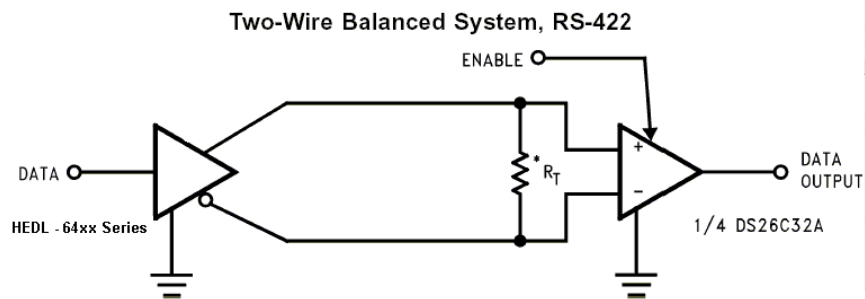 Two-Wire Balanced System, RS-422
ENABLE
DATA
HEDL - 64xx Series
* RT
+
−
DATA
OUTPUT
1/4 DS26C32A